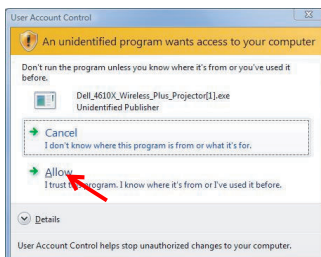 User Account Control
An unidentified program wants access to your computer
Don't run the program unless you know where it's from or you've used it
before.
Dell_4610X_Wireless_Plus_Projector[1].exe
Unidentified Publisher
Cancel
I don't know where this program is from or what it's for.
Allow
I trust this program. I know where it's from or I've used it before.
Details
User Account Control helps stop unauthorized changes to your computer.